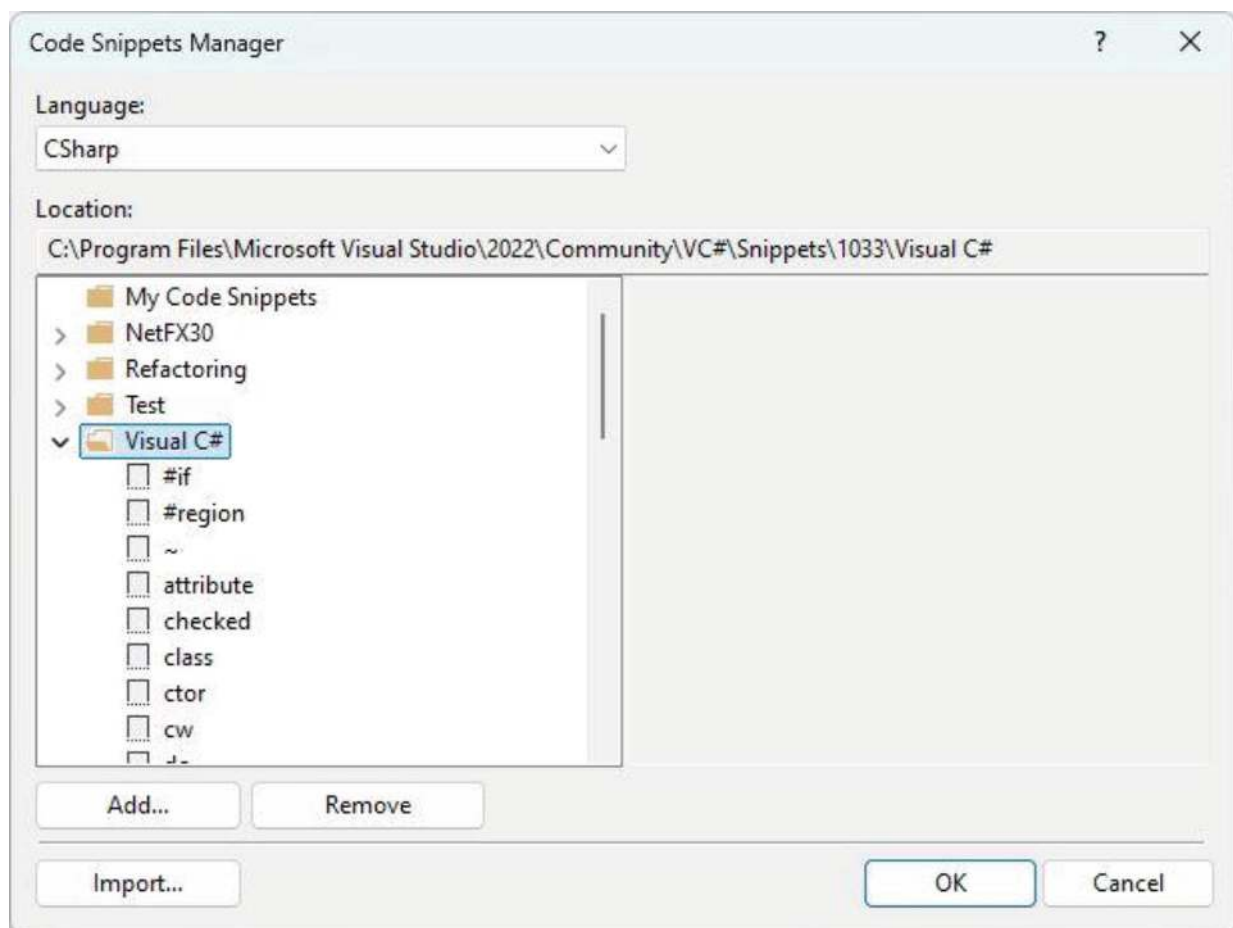 Code Snippets Manager ? ✕
Language:
CSharp
Location:
C:\Program Files\Microsoft Visual Studio\2022\Community\VC#\Snippets\1033\Visual C#
My Code Snippets
NetFX30
Refactoring
Test
Visual C#
#if
#region
~
attribute
checked
class
ctor
cw
Add... Remove
Import... OK Cancel